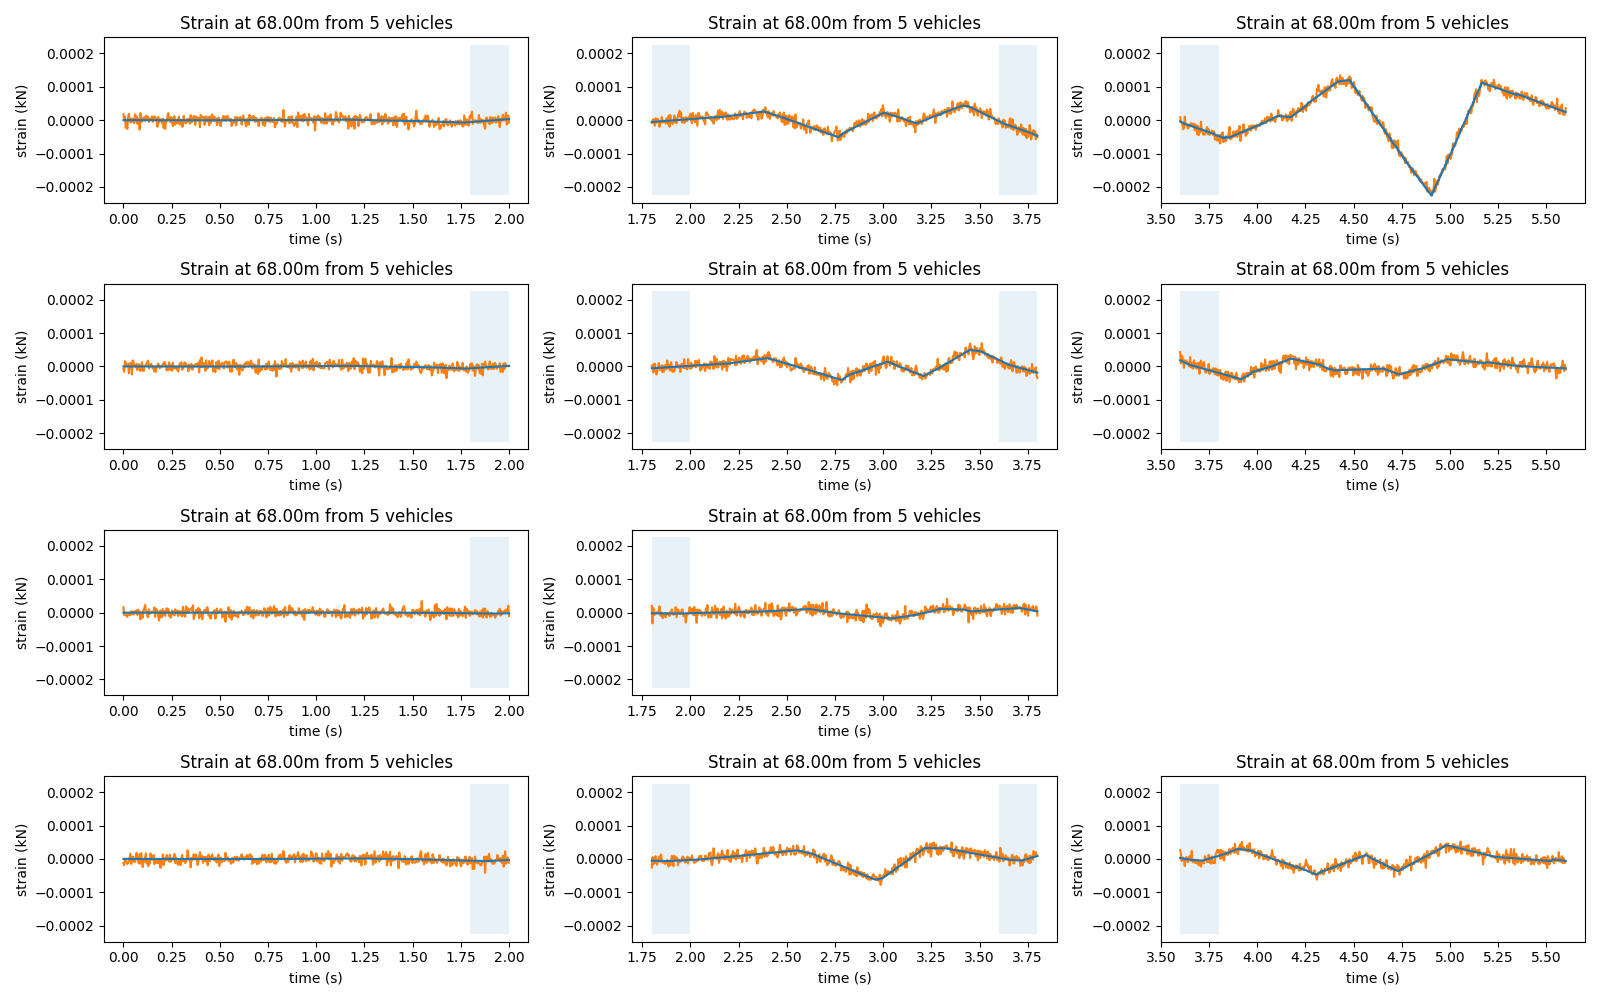 Strain at 68.00m from 5 vehicles Strain at 68.00m from 5 vehicles Strain at 68.00m from 5 vehicles
0.0002 0.0002 0.0002
0.0001 0.0001 0.0001
0.0000 0.0000 0.0000
−0.0001 −0.0001 −0.0001
−0.0002 −0.0002 −0.0002
strain (kN) strain (kN) strain (kN)
0.00 0.25 0.50 0.75 1.00 1.25 1.50 1.75 2.00 1.75 2.00 2.25 2.50 2.75 3.00 3.25 3.50 3.75 3.50 3.75 4.00 4.25 4.50 4.75 5.00 5.25 5.50
time (s) time (s) time (s)
Strain at 68.00m from 5 vehicles Strain at 68.00m from 5 vehicles Strain at 68.00m from 5 vehicles
0.0002 0.0002 0.0002
0.0001 0.0001 0.0001
0.0000 0.0000 0.0000
−0.0001 −0.0001 −0.0001
−0.0002 −0.0002 −0.0002
strain (kN) strain (kN) strain (kN)
0.00 0.25 0.50 0.75 1.00 1.25 1.50 1.75 2.00 1.75 2.00 2.25 2.50 2.75 3.00 3.25 3.50 3.75 3.50 3.75 4.00 4.25 4.50 4.75 5.00 5.25 5.50
time (s) time (s) time (s)
Strain at 68.00m from 5 vehicles Strain at 68.00m from 5 vehicles
0.0002 0.0002
0.0001 0.0001
0.0000 0.0000
−0.0001 −0.0001
−0.0002 −0.0002
strain (kN) strain (kN)
0.00 0.25 0.50 0.75 1.00 1.25 1.50 1.75 2.00 1.75 2.00 2.25 2.50 2.75 3.00 3.25 3.50 3.75
time (s) time (s)
Strain at 68.00m from 5 vehicles Strain at 68.00m from 5 vehicles Strain at 68.00m from 5 vehicles
0.0002 0.0002 0.0002
0.0001 0.0001 0.0001
0.0000 0.0000 0.0000
−0.0001 −0.0001 −0.0001
−0.0002 −0.0002 −0.0002
strain (kN) strain (kN) strain (kN)
0.00 0.25 0.50 0.75 1.00 1.25 1.50 1.75 2.00 1.75 2.00 2.25 2.50 2.75 3.00 3.25 3.50 3.75 3.50 3.75 4.00 4.25 4.50 4.75 5.00 5.25 5.50
time (s) time (s) time (s)